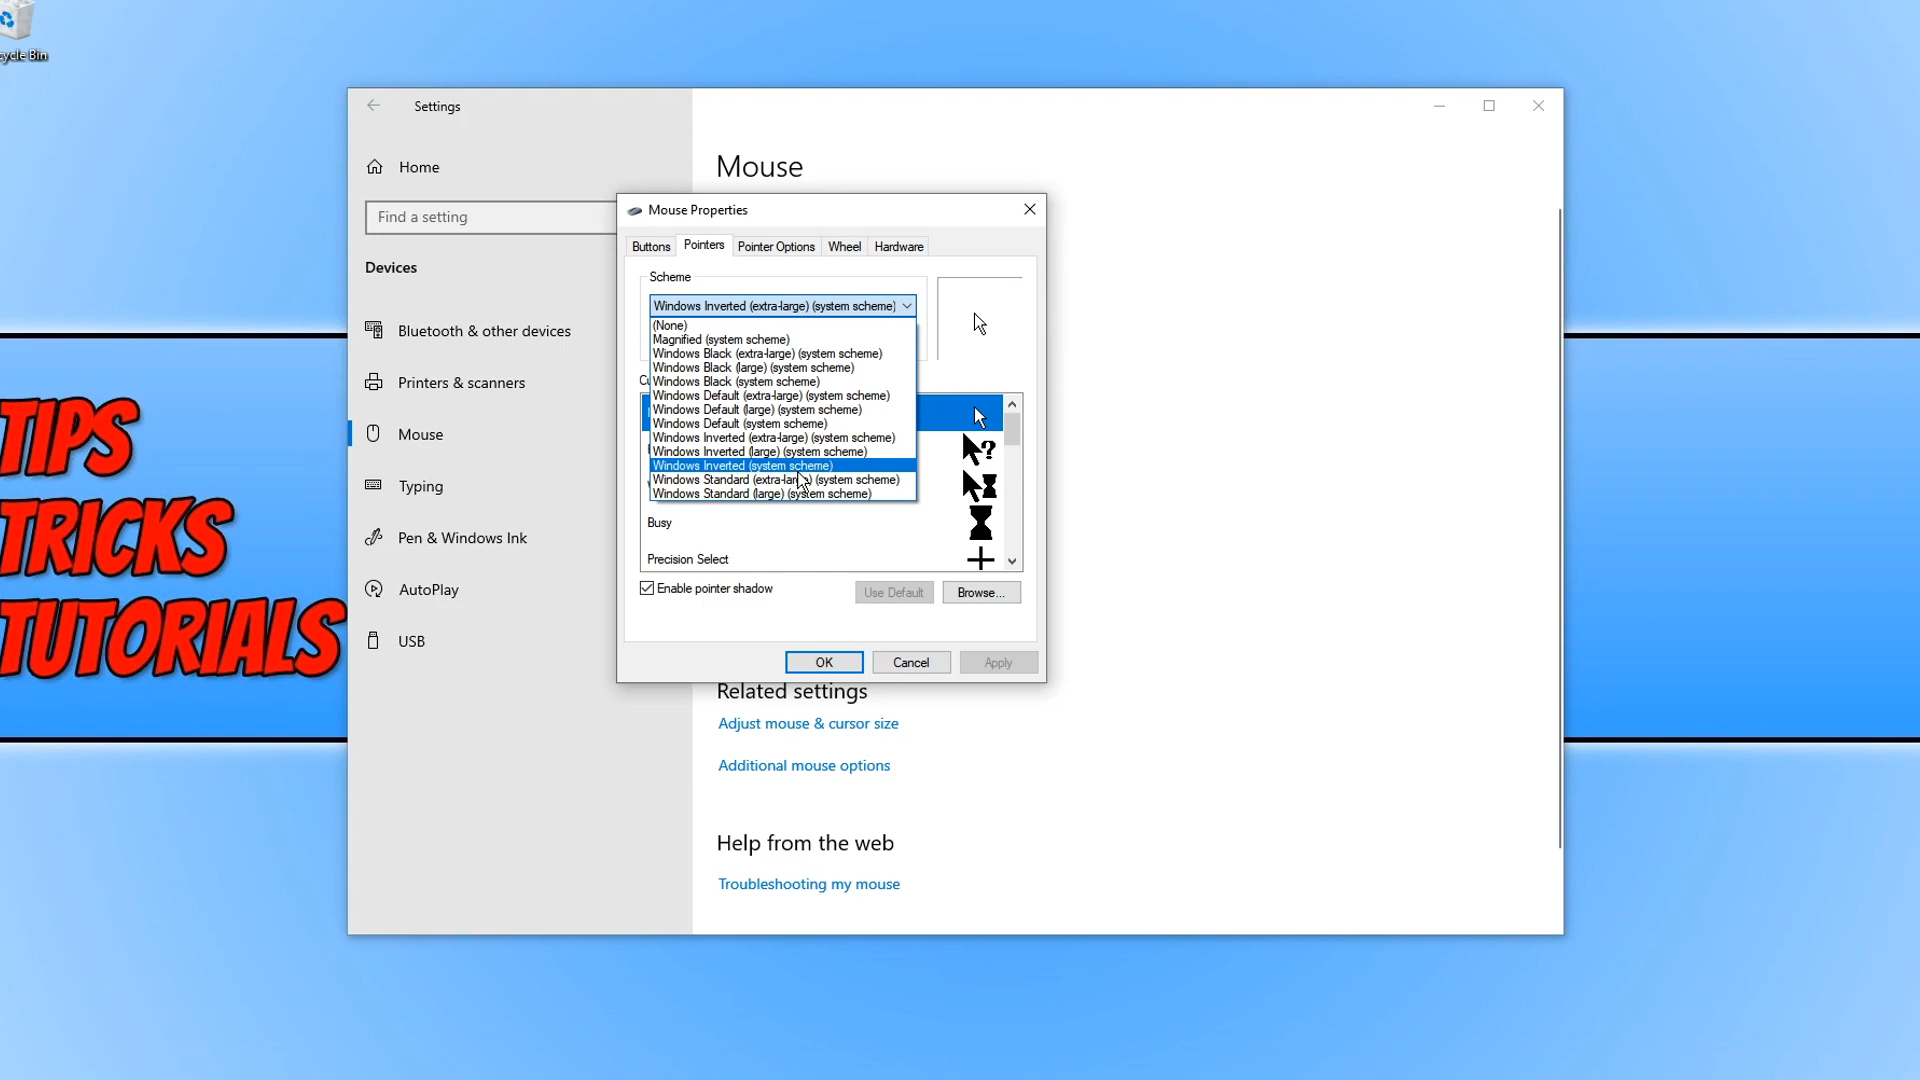 cycle Bin
Settings
Home
Find a setting
Devices
Bluetooth & other devices
Printers & scanners
Mouse
Typing
Pen & Windows Ink
AutoPlay
USB
TIPS
TRICKS
TUTORIALS
Mouse
Mouse Properties
Buttons Pointers Pointer Options Wheel Hardware
Scheme
Windows Inverted (extra-large) (system scheme)
(None)
Magnified (system scheme)
Windows Black (extra-large) (system scheme)
Windows Black (large) (system scheme)
Windows Black (system scheme)
Windows Default (extra-large) (system scheme)
Windows Default (large) (system scheme)
Windows Default (system scheme)
Windows Inverted (extra-large) (system scheme)
Windows Inverted (large) (system scheme)
Windows Inverted (system scheme)
Windows Standard (extra-large) (system scheme)
Windows Standard (large) (system scheme)
Busy
Precision Select
Enable pointer shadow
Use Default Browse...
OK Cancel Apply
Related settings
Adjust mouse & cursor size
Additional mouse options
Help from the web
Troubleshooting my mouse